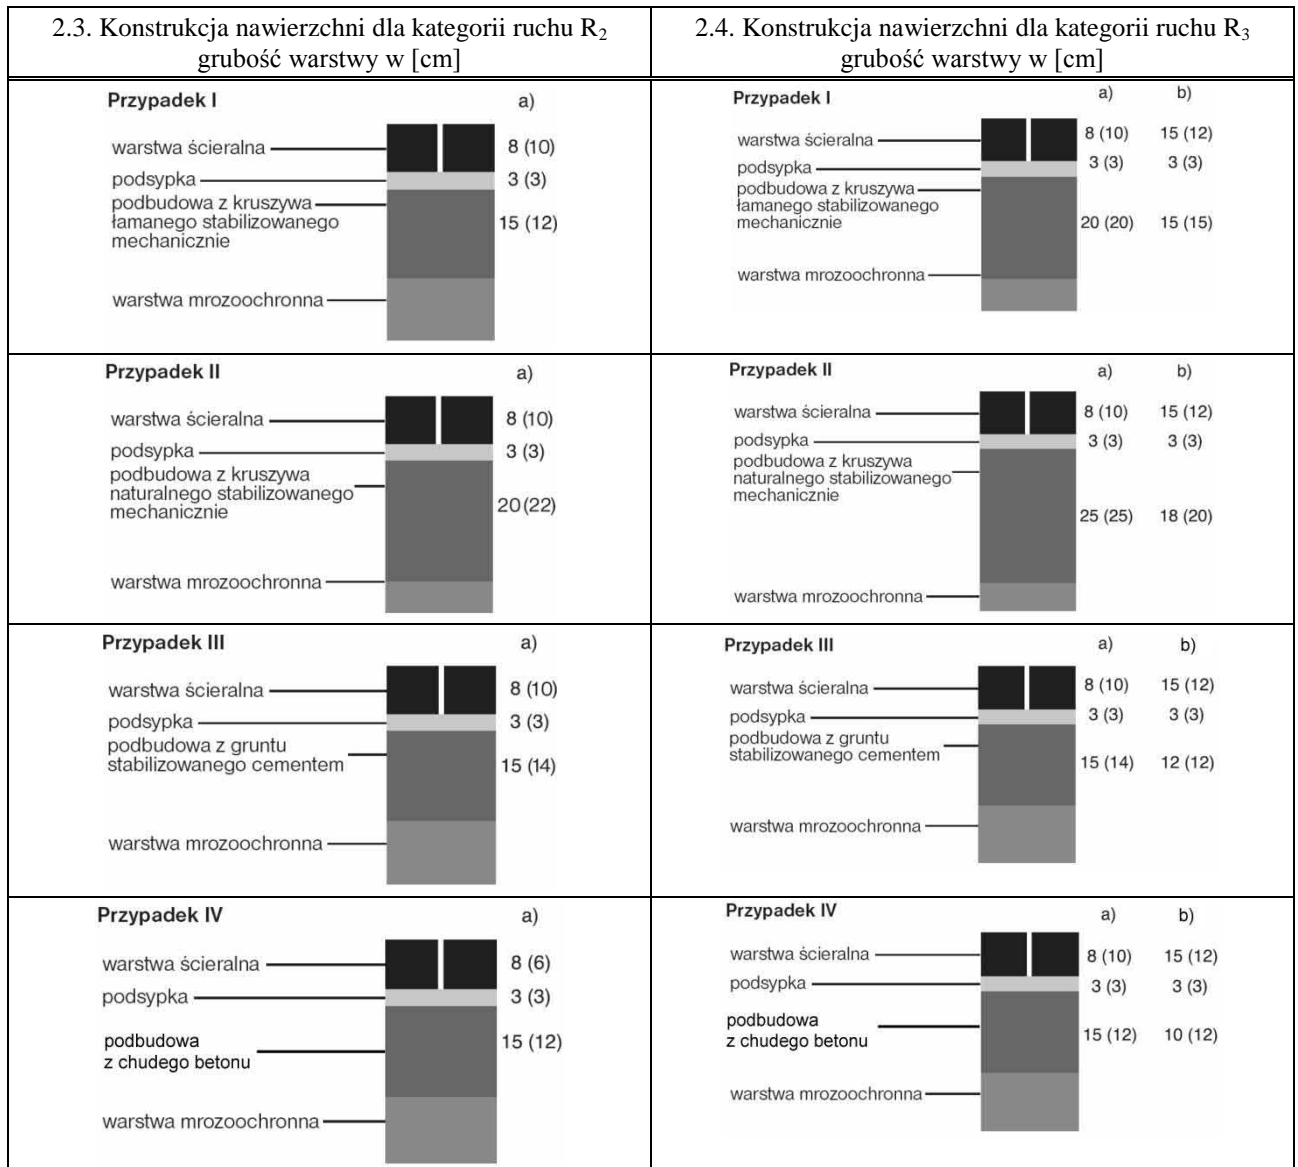 2.3. Konstrukcja nawierzchni dla kategorii ruchu R₂
grubość warstwy w [cm]
2.4. Konstrukcja nawierzchni dla kategorii ruchu R₃
grubość warstwy w [cm]
Przypadek I
a)
warstwa ścieralna
8 (10)
podsypka
3 (3)
podbudowa z kruszywa
łamanego stabilizowanego
mechanicznie
15 (12)
warstwa mrozoochronna
Przypadek I
a) b)
warstwa ścieralna
8 (10) 15 (12)
podsypka
3 (3) 3 (3)
podbudowa z kruszywa
łamanego stabilizowanego
mechanicznie
20 (20) 15 (15)
warstwa mrozoochronna
Przypadek II
a)
warstwa ścieralna
8 (10)
podsypka
3 (3)
podbudowa z kruszywa
naturalnego stabilizowanego
mechanicznie
20 (22)
warstwa mrozoochronna
Przypadek II
a) b)
warstwa ścieralna
8 (10) 15 (12)
podsypka
3 (3) 3 (3)
podbudowa z kruszywa
naturalnego stabilizowanego
mechanicznie
25 (25) 18 (20)
warstwa mrozoochronna
Przypadek III
a)
warstwa ścieralna
8 (10)
podsypka
3 (3)
podbudowa z gruntu
stabilizowanego cementem
15 (14)
warstwa mrozoochronna
Przypadek III
a) b)
warstwa ścieralna
8 (10) 15 (12)
podsypka
3 (3) 3 (3)
podbudowa z gruntu
stabilizowanego cementem
15 (14) 12 (12)
warstwa mrozoochronna
Przypadek IV
a)
warstwa ścieralna
8 (6)
podsypka
3 (3)
podbudowa
z chudego betonu
15 (12)
warstwa mrozoochronna
Przypadek IV
a) b)
warstwa ścieralna
8 (10) 15 (12)
podsypka
3 (3) 3 (3)
podbudowa
z chudego betonu
15 (12) 10 (12)
warstwa mrozoochronna